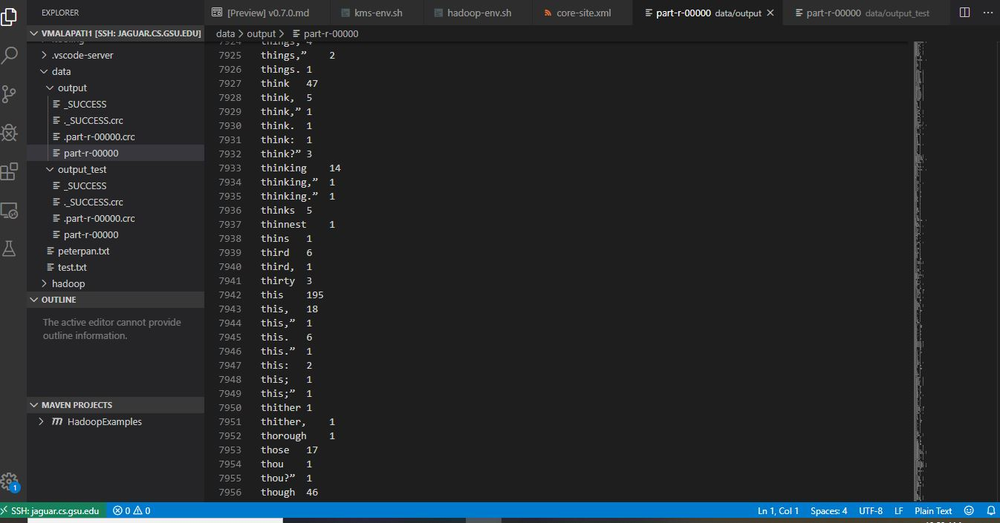 EXPLORER
[Preview] v0.7.0.md
kms-env.sh
hadoop-env.sh
core-site.xml
part-r-00000 data/output
part-r-00000 data/output_test
VMALAPATI1 [SSH: JAGUAR.CS.GSU.EDU]
.vscode-server
data
output
_SUCCESS
._SUCCESS.crc
.part-r-00000.crc
part-r-00000
output_test
_SUCCESS
._SUCCESS.crc
.part-r-00000.crc
part-r-00000
peterpan.txt
test.txt
hadoop
OUTLINE
The active editor cannot provide
outline information.
MAVEN PROJECTS
HadoopExamples
data > output > part-r-00000
7924 things, 4
7925 things,” 2
7926 things. 1
7927 think 47
7928 think, 5
7929 think,” 1
7930 think. 1
7931 think: 1
7932 think?” 3
7933 thinking 14
7934 thinking,” 1
7935 thinking.” 1
7936 thinks 5
7937 thinnest 1
7938 thins 1
7939 third 6
7940 third, 1
7941 thirty 3
7942 this 195
7943 this, 18
7944 this,” 1
7945 this. 6
7946 this.” 1
7947 this: 2
7948 this; 1
7949 this;” 1
7950 thither 1
7951 thither, 1
7952 thorough 1
7953 those 17
7954 thou 1
7955 thou?” 1
7956 though 46
1
SSH: jaguar.cs.gsu.edu
0
0
Ln 1, Col 1
Spaces: 4
UTF-8
LF
Plain Text